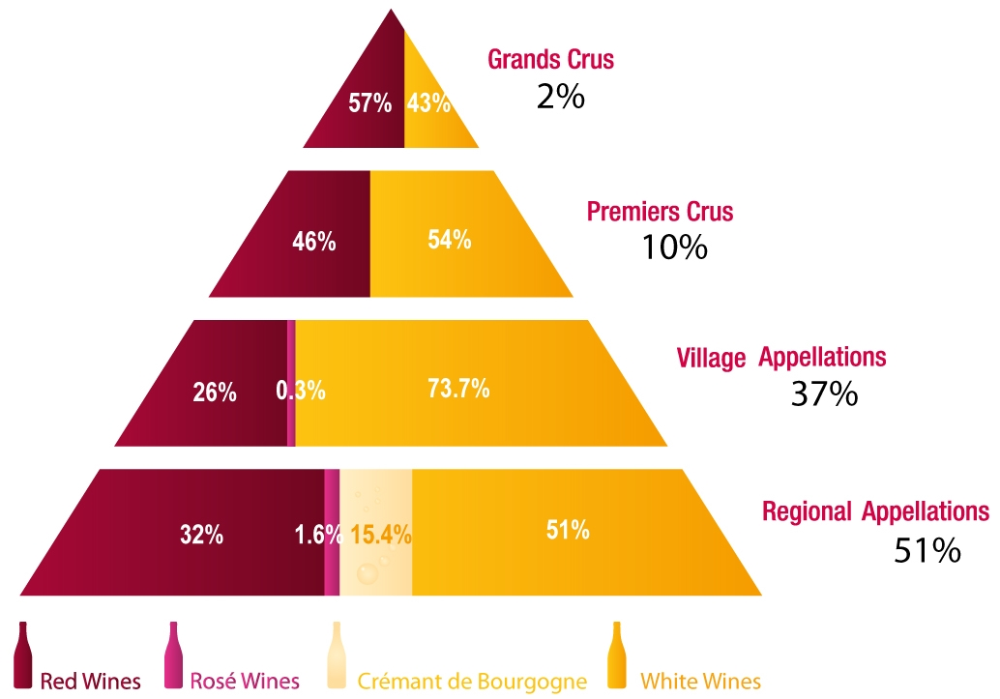 Grands Crus
2%
57% 43%
Premiers Crus
10%
46% 54%
Village Appellations
37%
26% 0.3% 73.7%
Regional Appellations
51%
32% 1.6% 15.4% 51%
Red Wines Rosé Wines Crémant de Bourgogne White Wines